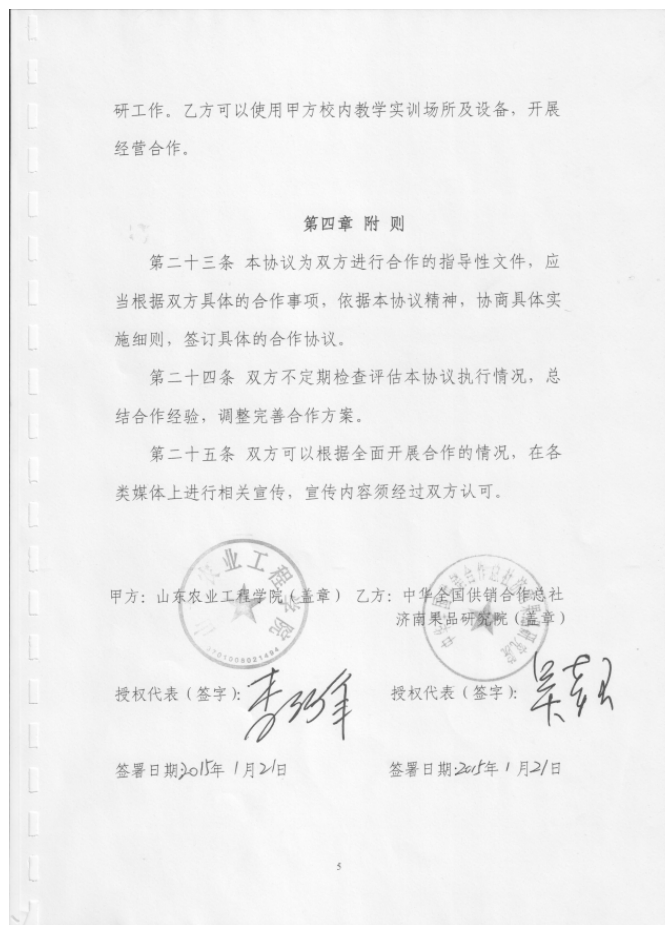 研工作。乙方可以使用甲方校内教学实训场所及设备，开展
经营合作。
第四章 附 则
第二十三条 本协议为双方进行合作的指导性文件，应
当根据双方具体的合作事项，依据本协议精神，协商具体实
施细则，签订具体的合作协议。
第二十四条 双方不定期检查评估本协议执行情况，总
结合作经验，调整完善合作方案。
第二十五条 双方可以根据全面开展合作的情况，在各
类媒体上进行相关宣传，宣传内容须经过双方认可。
农业工程学院
甲方：山东农业工程学院（盖章） 乙方：中华全国供销合作总社
济南果品研究院（盖章）
授权代表（签字）： 授权代表（签字）：
签署日期：2015年1月21日 签署日期：2015年1月21日
5